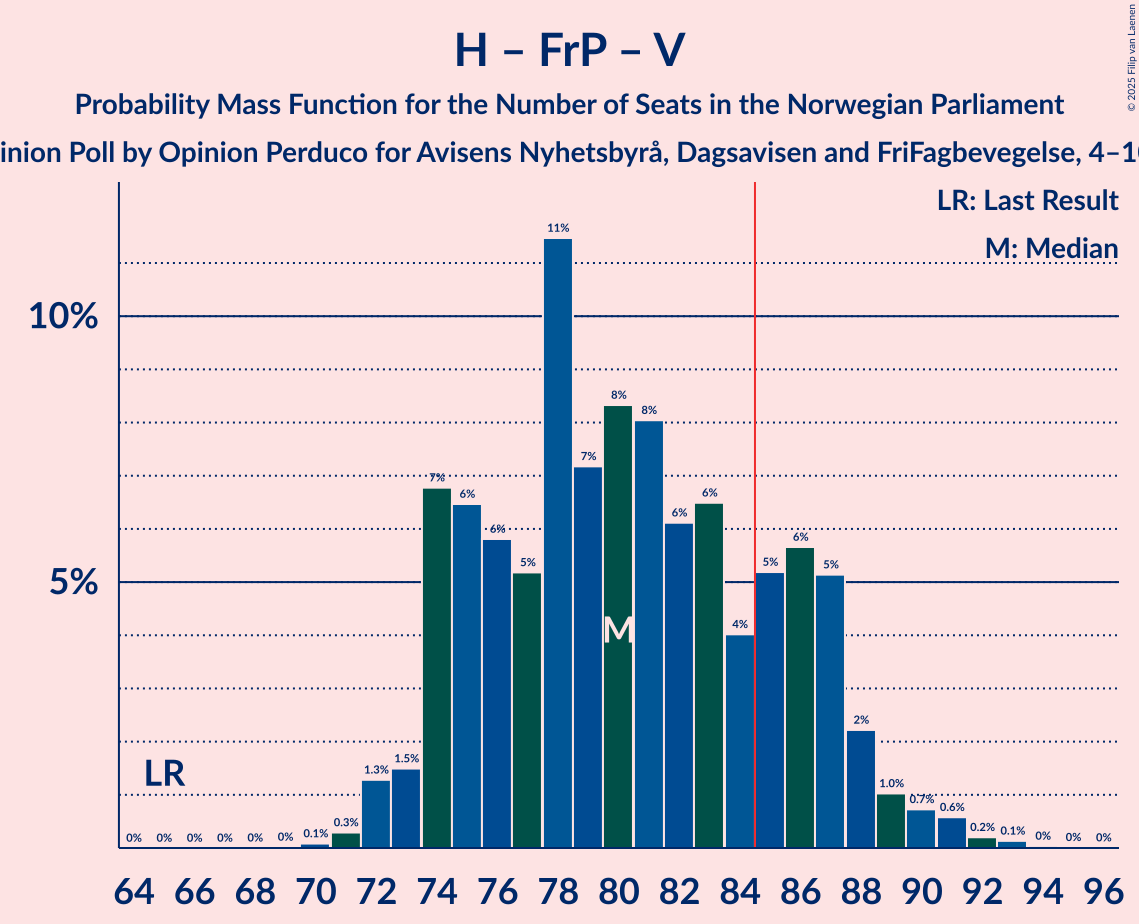 H – FrP – V
Probability Mass Function for the Number of Seats in the Norwegian Parliament
inion Poll by Opinion Perduco for Avisens Nyhetsbyrå, Dagsavisen and FriFagbevegelse, 4–10
© 2025 Filip van Laenen
LR: Last Result
M: Median
10%
5%
LR
M
0% 0% 0% 0% 0% 0% 0.1% 0.3% 1.3% 1.5% 7% 6% 6% 5% 11% 7% 8% 8% 6% 6% 4% 5% 6% 5% 2% 1.0% 0.7% 0.6% 0.2% 0.1% 0% 0% 0%
64 66 68 70 72 74 76 78 80 82 84 86 88 90 92 94 96